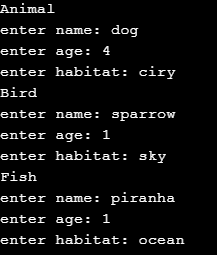 Animal
enter name: dog
enter age: 4
enter habitat: ciry
Bird
enter name: sparrow
enter age: 1
enter habitat: sky
Fish
enter name: piranha
enter age: 1
enter habitat: ocean